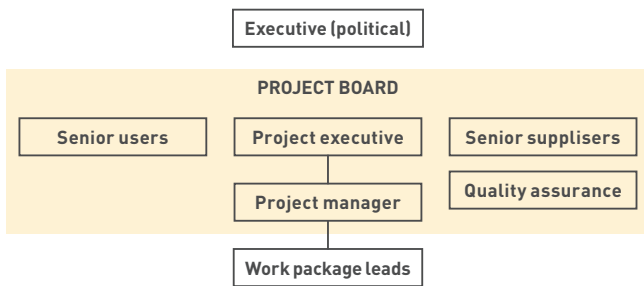 Executive (political)
PROJECT BOARD
Senior users
Project executive
Senior supplisers
Quality assurance
Project manager
Work package leads